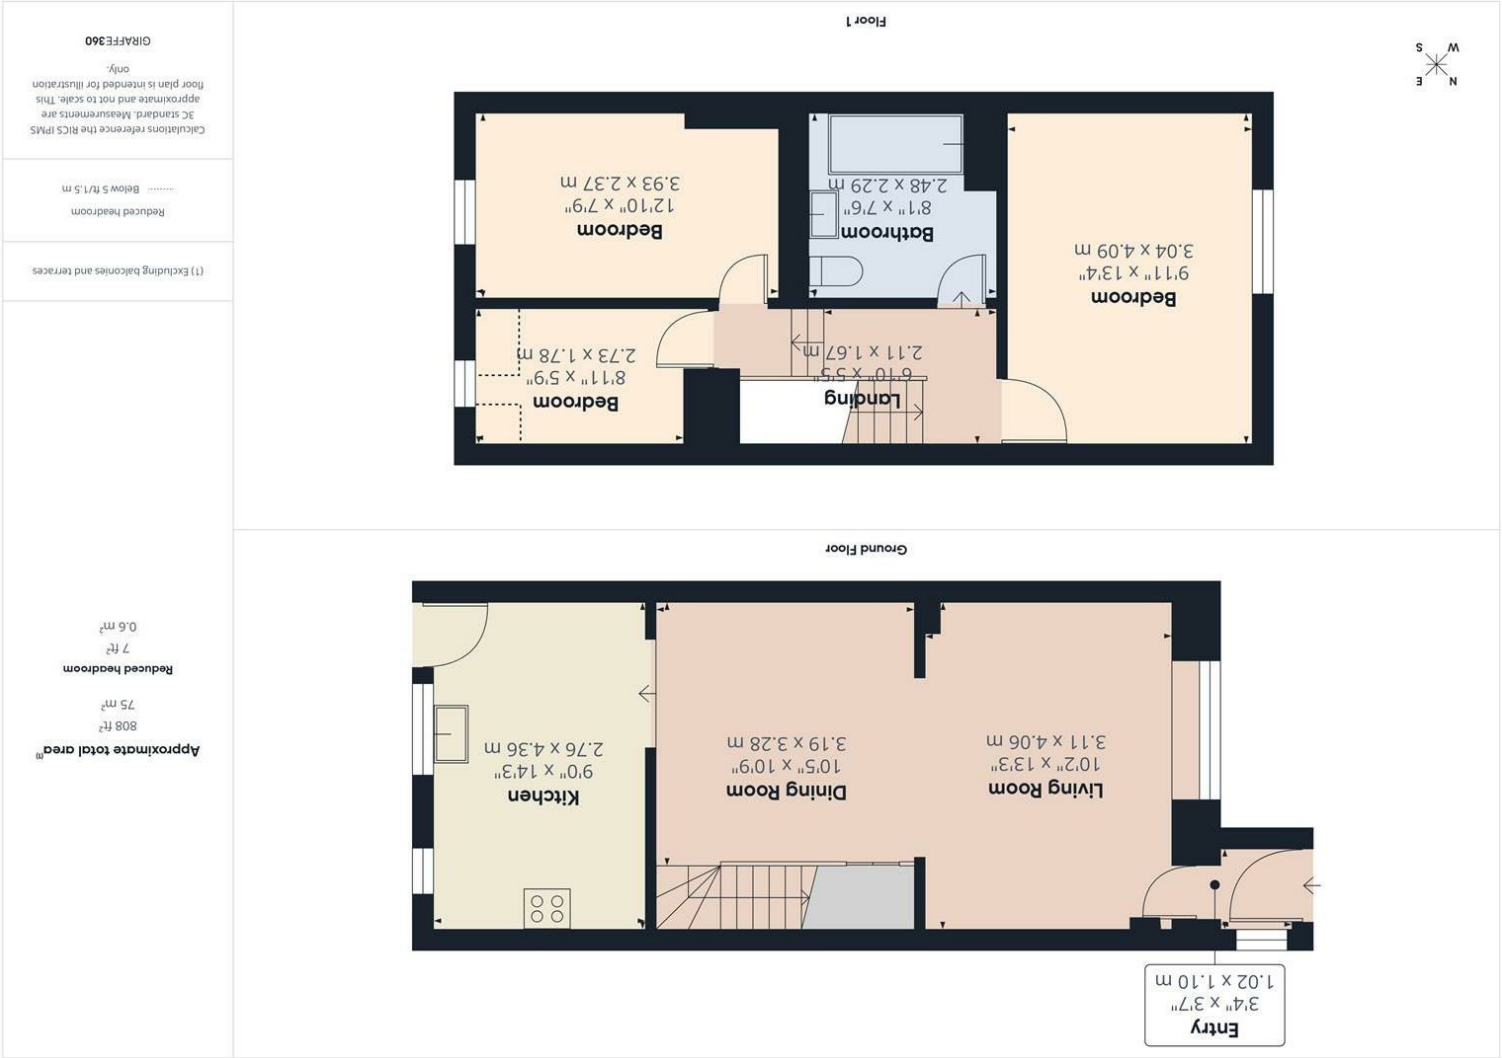 Entry
3'4" x 3'7"
1.02 x 1.10 m
Living Room
10'2" x 13'3"
3.11 x 4.06 m
Dining Room
10'5" x 10'9"
3.19 x 3.28 m
Kitchen
9'0" x 14'3"
2.76 x 4.36 m
Ground Floor
Landing
6'10" x 5'5"
2.11 x 1.67 m
Bedroom
8'11" x 5'9"
2.73 x 1.78 m
Bedroom
9'11" x 13'4"
3.04 x 4.09 m
Bathroom
8'1" x 7'6"
2.48 x 2.29 m
Bedroom
12'10" x 7'9"
3.93 x 2.37 m
N E
W S
Floor 1
Approximate total area(1)
808 ft²
75 m²
Reduced headroom
7 ft²
0.6 m²
(1) Excluding balconies and terraces
Reduced headroom
........ Below 5 ft/1.5 m
Calculations reference the RICS IPMS
3C standard. Measurements are
approximate and not to scale. This
floor plan is intended for illustration
only.
GIRAFFE360